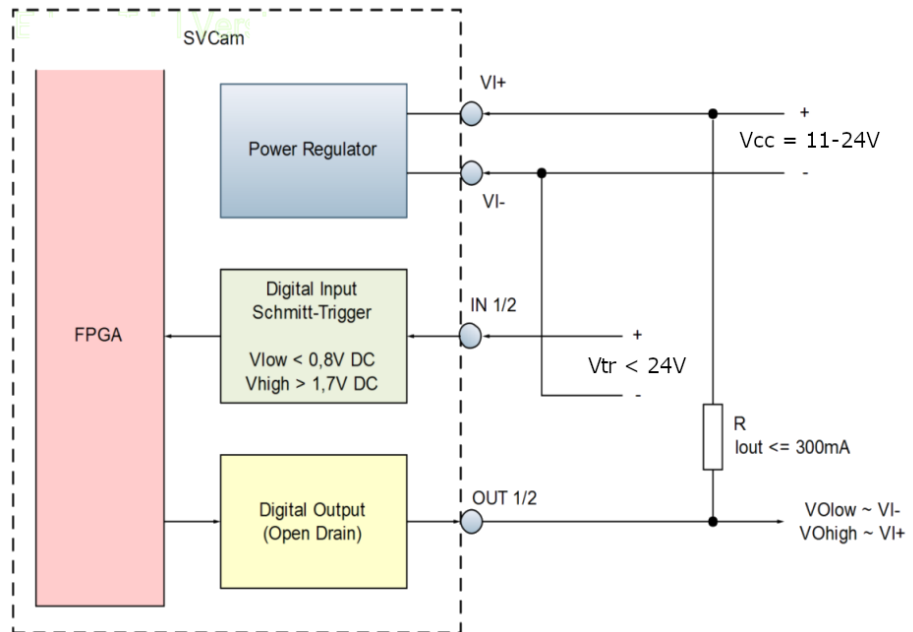 SVCam
VI+
+
Power Regulator
Vcc = 11-24V
-
VI-
Digital Input
Schmitt-Trigger
IN 1/2
FPGA
+
Vlow < 0,8V DC
Vhigh > 1,7V DC
Vtr < 24V
-
R
Iout <= 300mA
OUT 1/2
Digital Output
(Open Drain)
VOlow ~ VI-
VOhigh ~ VI+